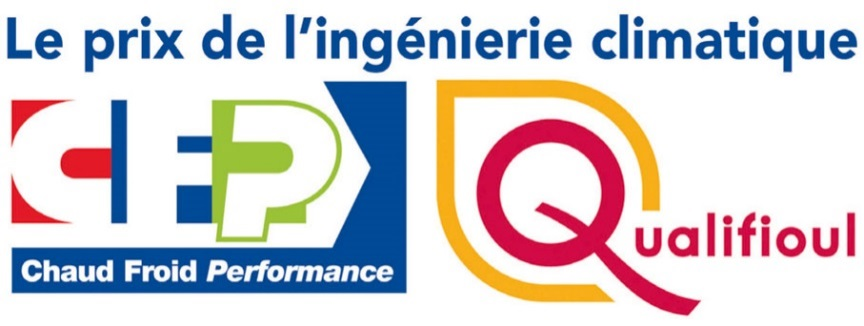 Le prix de l'ingénierie climatique
CFP
Chaud Froid Performance
Qualifioul